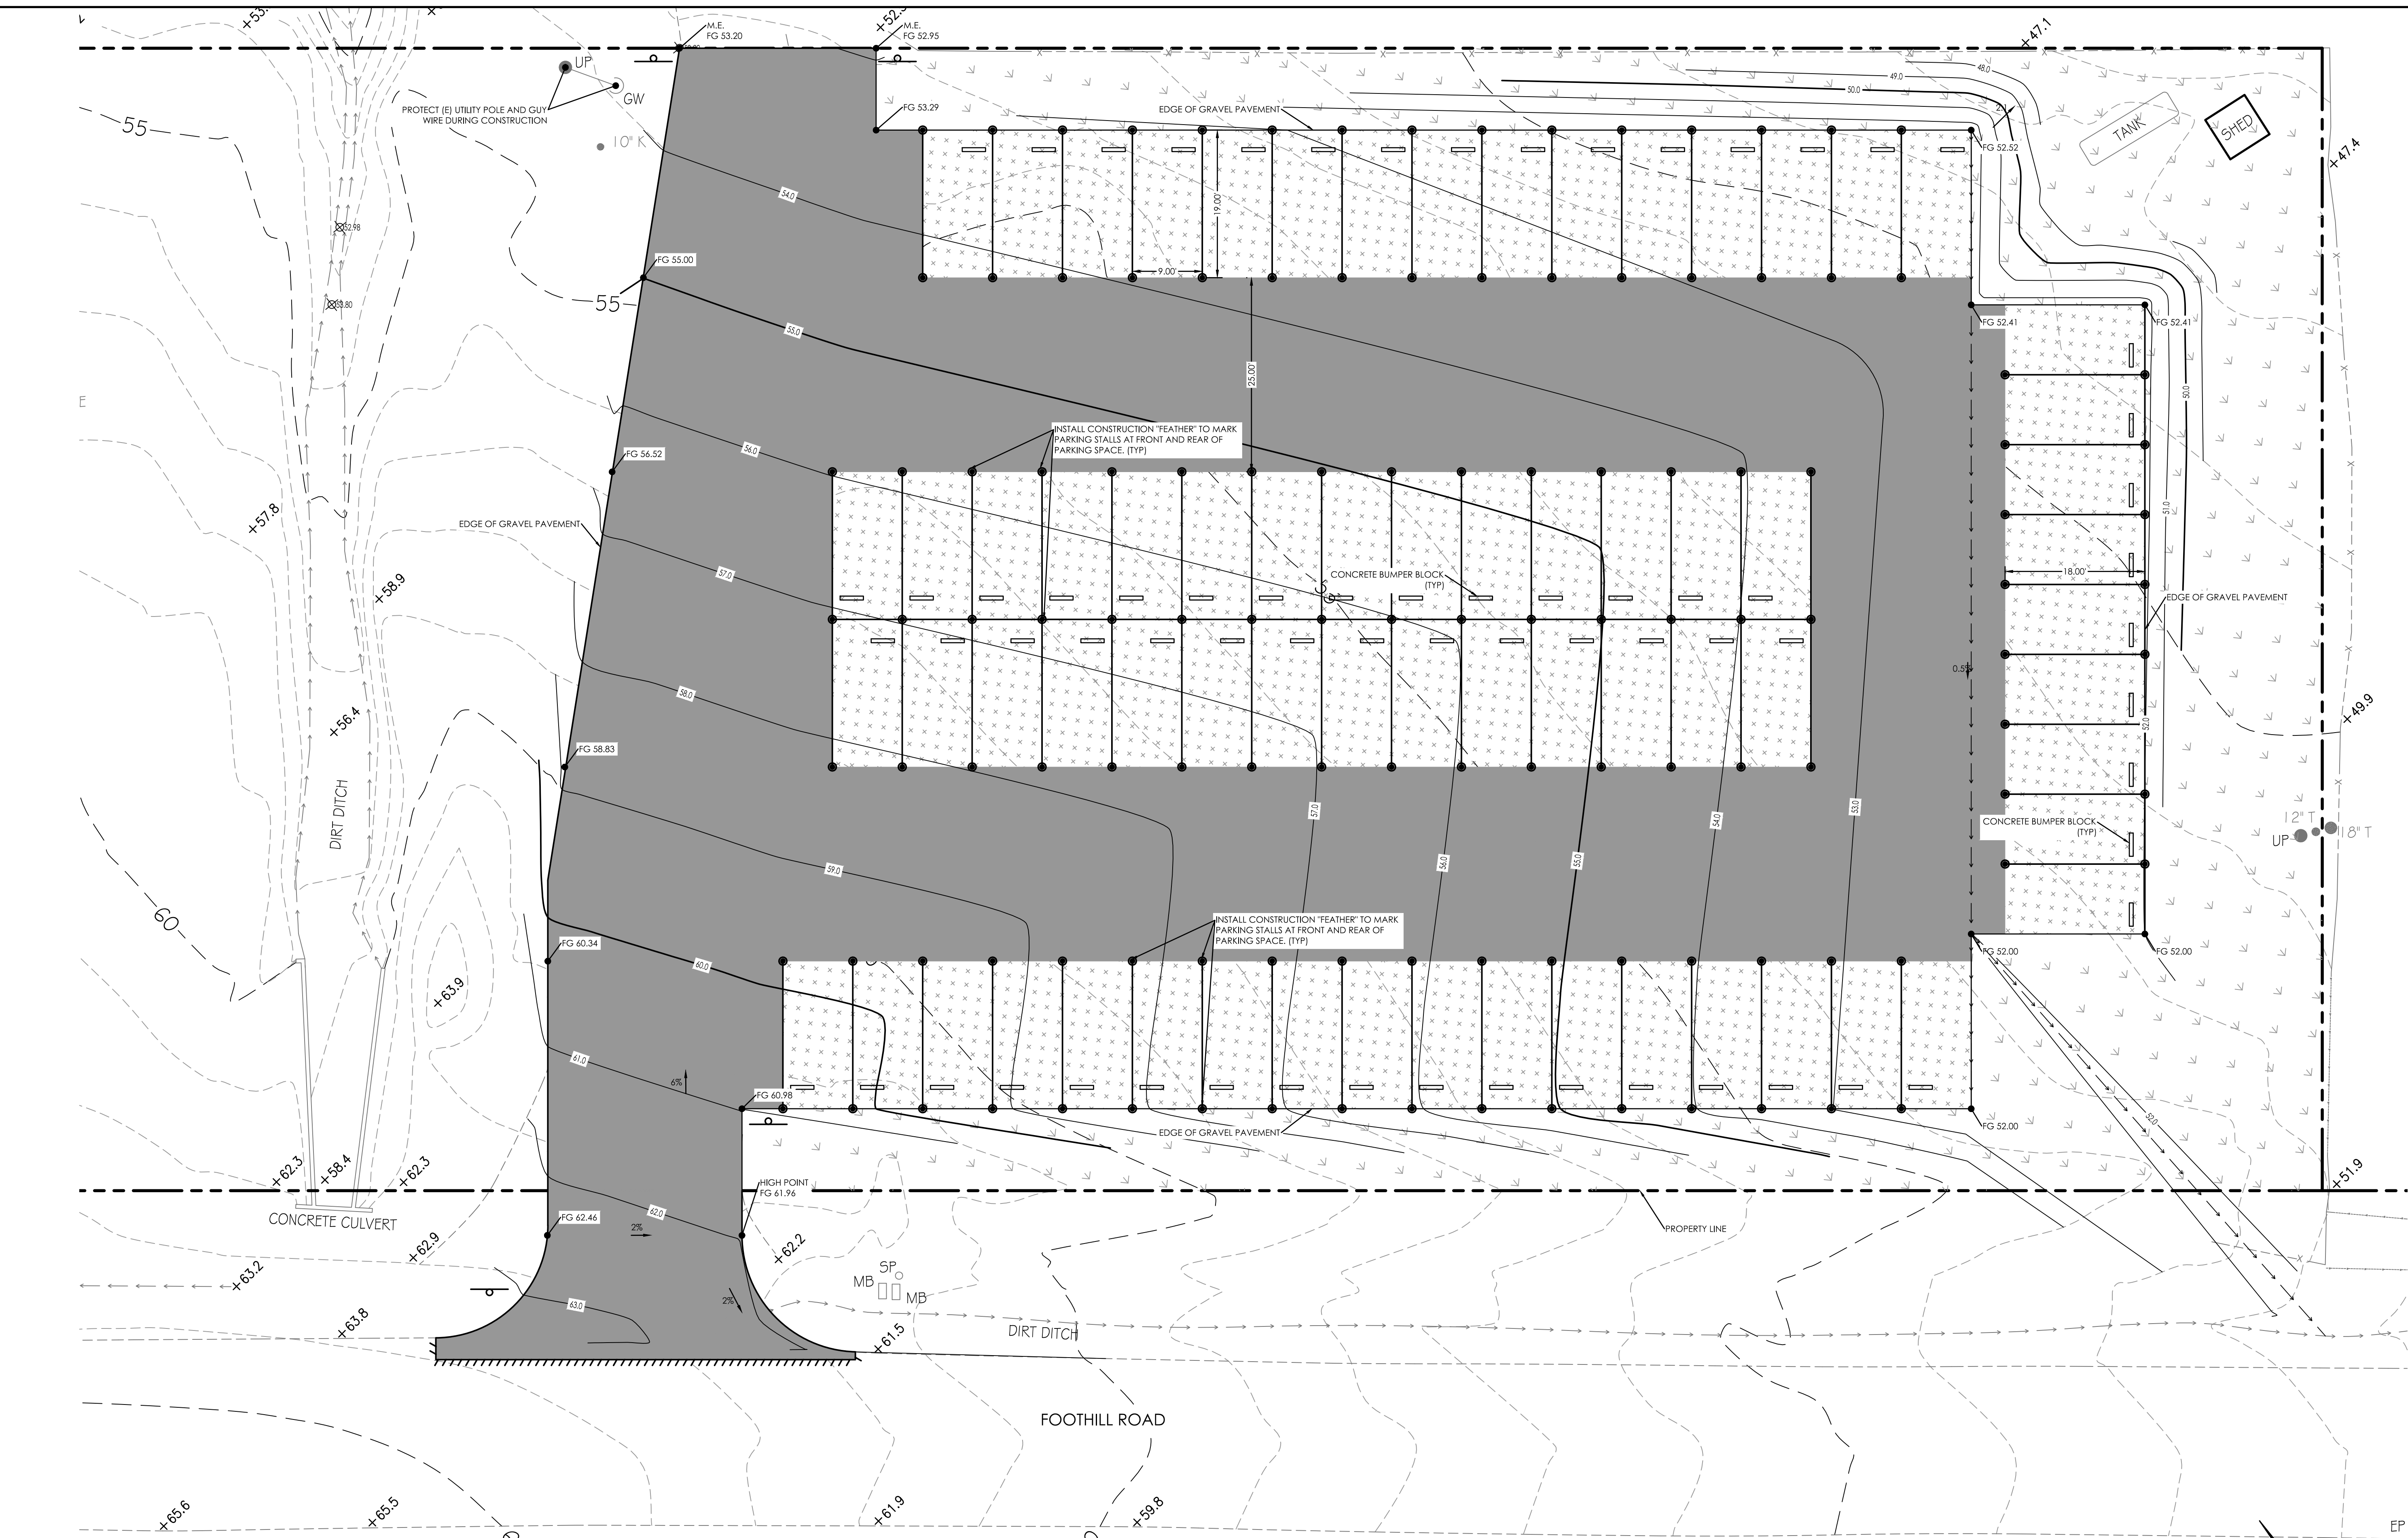 +47.1
M.E.
FG 53.20
M.E.
FG 52.95
UP
GW
PROTECT (E) UTILITY POLE AND GUY
WIRE DURING CONSTRUCTION
10" K
55
FG 53.29
EDGE OF GRAVEL PAVEMENT
49.0
48.0
50.0
TANK
SHED
FG 52.52
+47.4
54.0
19.00'
9.00'
52.98
53.80
FG 55.00
55
55.0
25.00'
FG 52.41
FG 52.41
E
56.0
INSTALL CONSTRUCTION "FEATHER" TO MARK
PARKING STALLS AT FRONT AND REAR OF
PARKING SPACE. (TYP)
FG 56.52
50.0
51.0
+57.8
EDGE OF GRAVEL PAVEMENT
57.0
CONCRETE BUMPER BLOCK
(TYP)
18.00'
EDGE OF GRAVEL PAVEMENT
+58.9
58.0
0.5%
52.0
+49.9
+56.4
FG 58.83
DIRT DITCH
57.0
56.0
55.0
54.0
53.0
CONCRETE BUMPER BLOCK
(TYP)
12" T
UP
18" T
59.0
60
INSTALL CONSTRUCTION "FEATHER" TO MARK
PARKING STALLS AT FRONT AND REAR OF
PARKING SPACE. (TYP)
FG 60.34
60.0
FG 52.00
FG 52.00
+63.9
61.0
6%
FG 60.98
EDGE OF GRAVEL PAVEMENT
FG 52.00
52.0
+62.3
+58.4
+62.3
HIGH POINT
FG 61.96
+51.9
CONCRETE CULVERT
FG 62.46
62.0
2%
PROPERTY LINE
+62.9
+62.2
+63.2
SP
MB
MB
2%
63.0
+63.8
+61.5
DIRT DITCH
FOOTHILL ROAD
+65.6
+65.5
+61.9
+59.8
EP